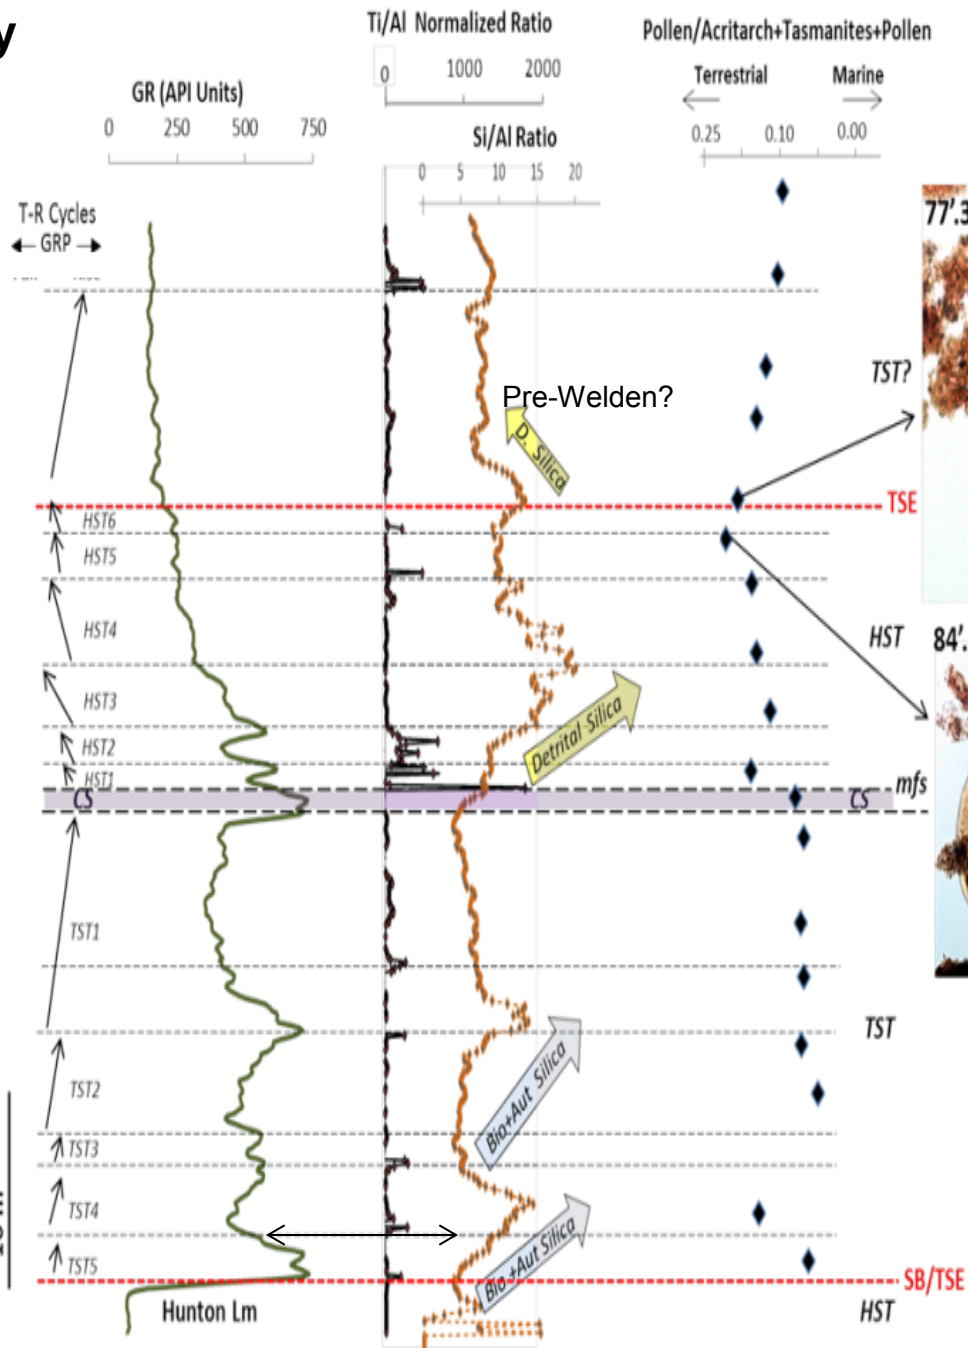 y
Ti/Al Normalized Ratio
0 1000 2000
Pollen/Acritarch+Tasmanites+Pollen
Terrestrial Marine
0.25 0.10 0.00
GR (API Units)
0 250 500 750
Si/Al Ratio
0 5 10 15 20
T-R Cycles
GRP
77'.3
TST?
Pre-Welden?
D. Silica
TSE
HST6
HST5
HST4
HST
84'.
HST3
Detrital Silica
HST2
HST1
mfs
CS
CS
TST1
TST
Bio+Aut Silica
TST2
TST3
TST4
Bio+Aut Silica
TST5
SB/TSE
Hunton Lm
HST